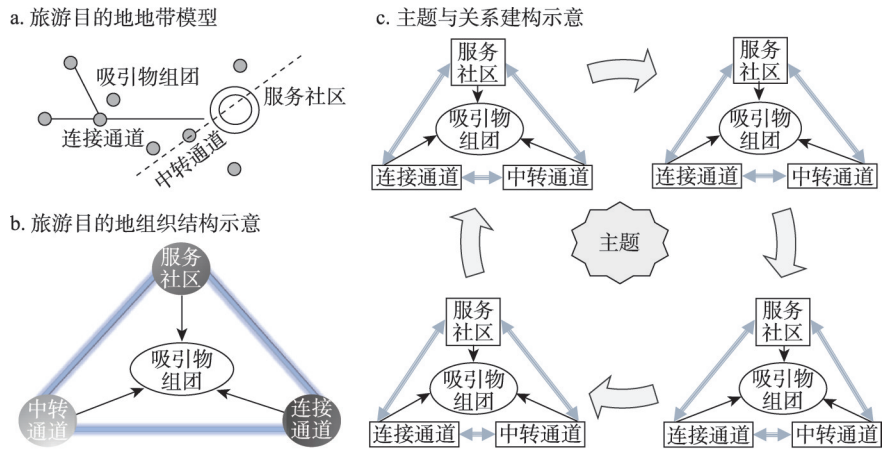 a. 旅游目的地地带模型
吸引物组团
服务社区
连接通道
中转通道
b. 旅游目的地组织结构示意
服务
社区
吸引物
组团
中转
通道
连接
通道
c. 主题与关系建构示意
服务
社区
吸引物
组团
连接通道
中转通道
服务
社区
吸引物
组团
连接通道
中转通道
主题
服务
社区
吸引物
组团
连接通道
中转通道
服务
社区
吸引物
组团
连接通道
中转通道